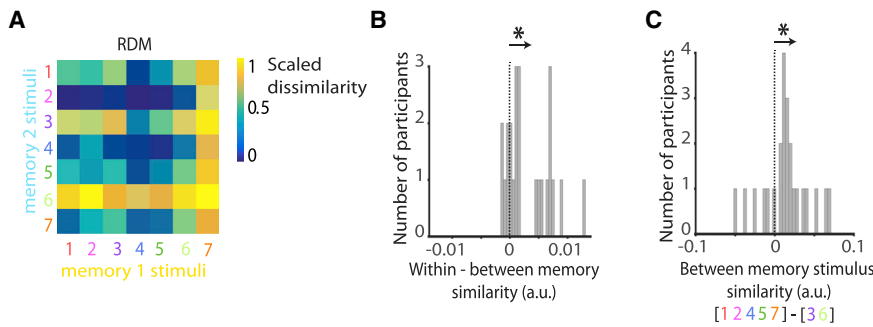 A
RDM
1
2
3
4
5
6
7
memory 2 stimuli
1 2 3 4 5 6 7
memory 1 stimuli
1
0.5
0
Scaled
dissimilarity
B
*
Number of participants
3
2
1
0
-0.01 0 0.01
Within - between memory
similarity (a.u.)
C
*
Number of participants
4
3
2
1
0
-0.1 0 0.1
Between memory stimulus
similarity (a.u.)
[1 2 4 5 7] - [3 6]